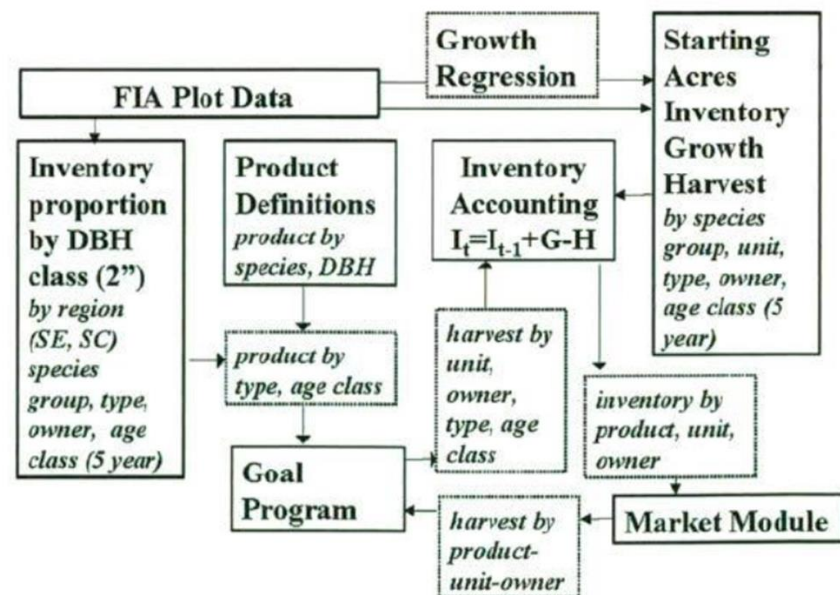 Growth
Regression
FIA Plot Data
Starting
Acres
Inventory
Growth
Harvest
by species
group, unit,
type, owner,
age class (5
year)
Inventory
proportion
by DBH
class (2”)
by region
(SE, SC)
species
group, type,
owner, age
class (5 year)
Product
Definitions
product by
species, DBH
Inventory
Accounting
Iₜ=Iₜ₋₁+G-H
product by
type, age class
harvest by
unit,
owner,
type, age
class
inventory by
product, unit,
owner
Goal
Program
harvest by
product-
unit-owner
Market Module